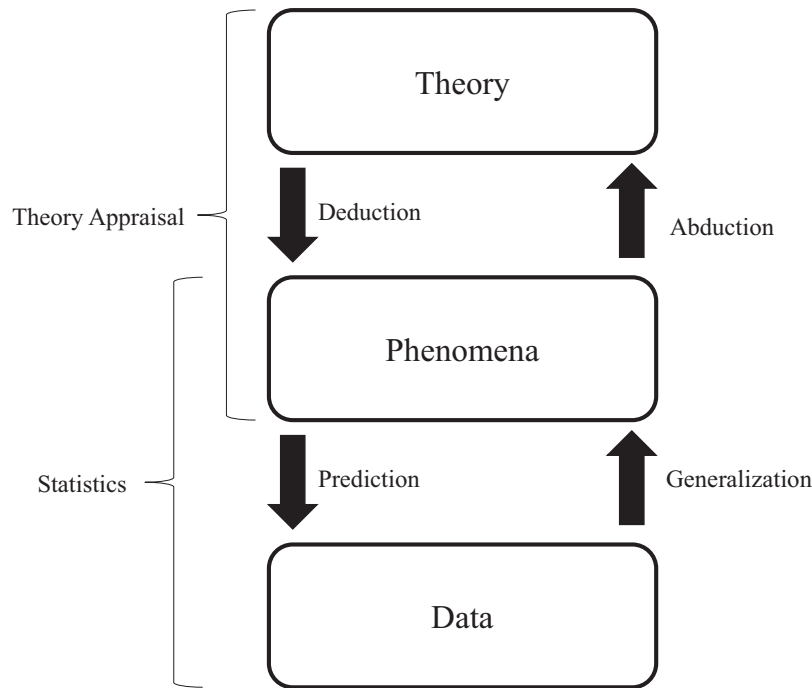 Theory
Theory Appraisal
Deduction
Abduction
Phenomena
Statistics
Prediction
Generalization
Data